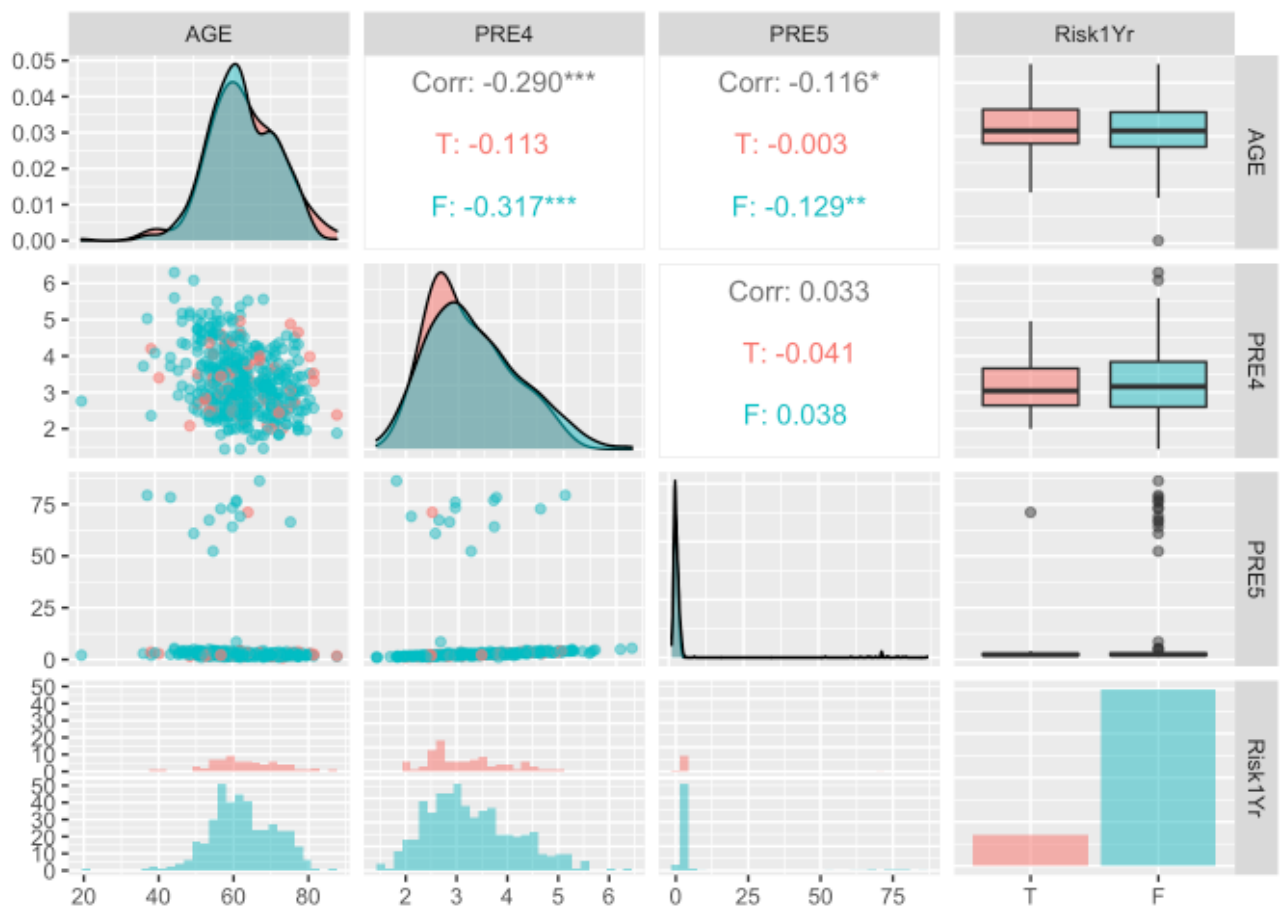 AGE PRE4 PRE5 Risk1Yr
0.05
0.04
0.03
0.02
0.01
0.00
Corr: -0.290***
T: -0.113
F: -0.317***
Corr: -0.116*
T: -0.003
F: -0.129**
AGE
6
5
4
3
2
Corr: 0.033
T: -0.041
F: 0.038
PRE4
75
50
25
0
PRE5
50
40
30
20
10
0
50
40
30
20
10
0
Risk1Yr
20 40 60 80 2 3 4 5 6 0 25 50 75 T F